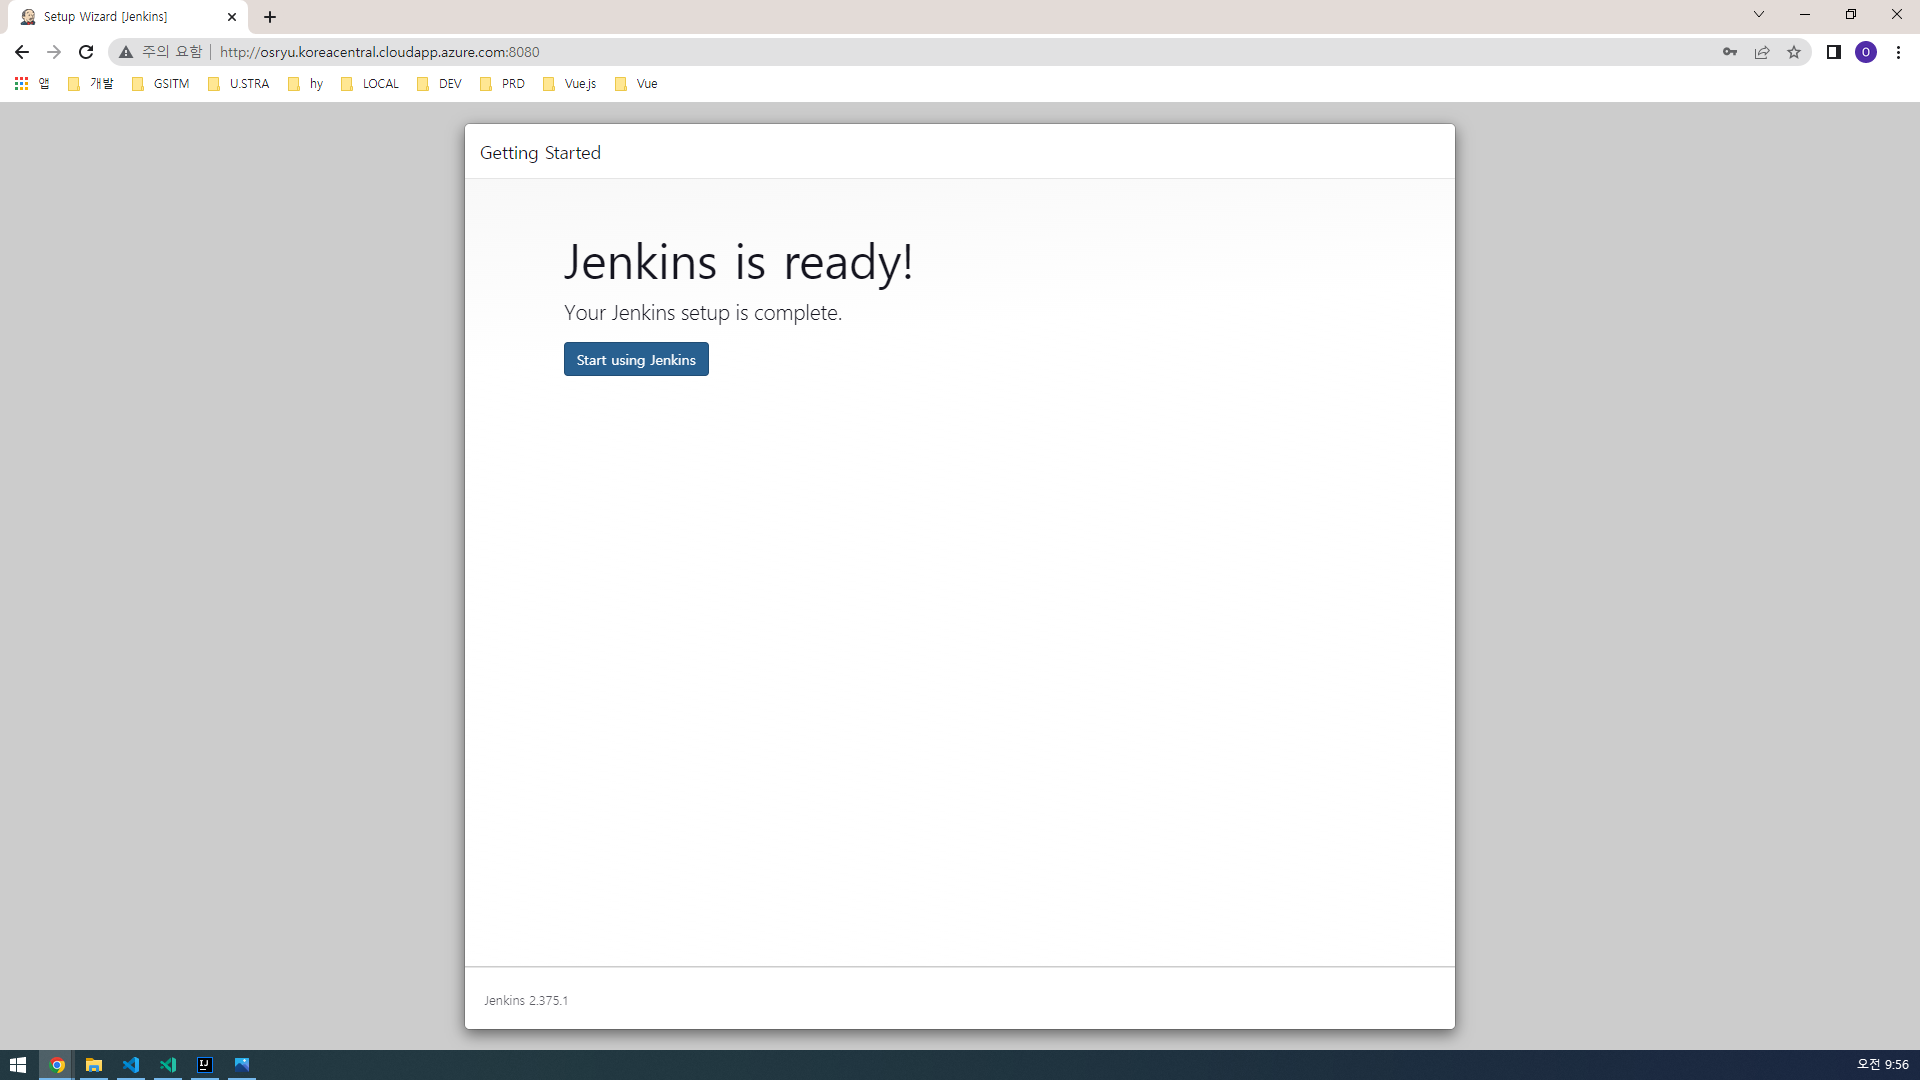 Setup Wizard [Jenkins]
주의 요함 http://osryu.koreacentral.cloudapp.azure.com:8080
O
앱 개발 GSITM U.STRA hy LOCAL DEV PRD Vue.js Vue
Getting Started
Jenkins is ready!
Your Jenkins setup is complete.
Start using Jenkins
Jenkins 2.375.1
IJ
오전 9:56